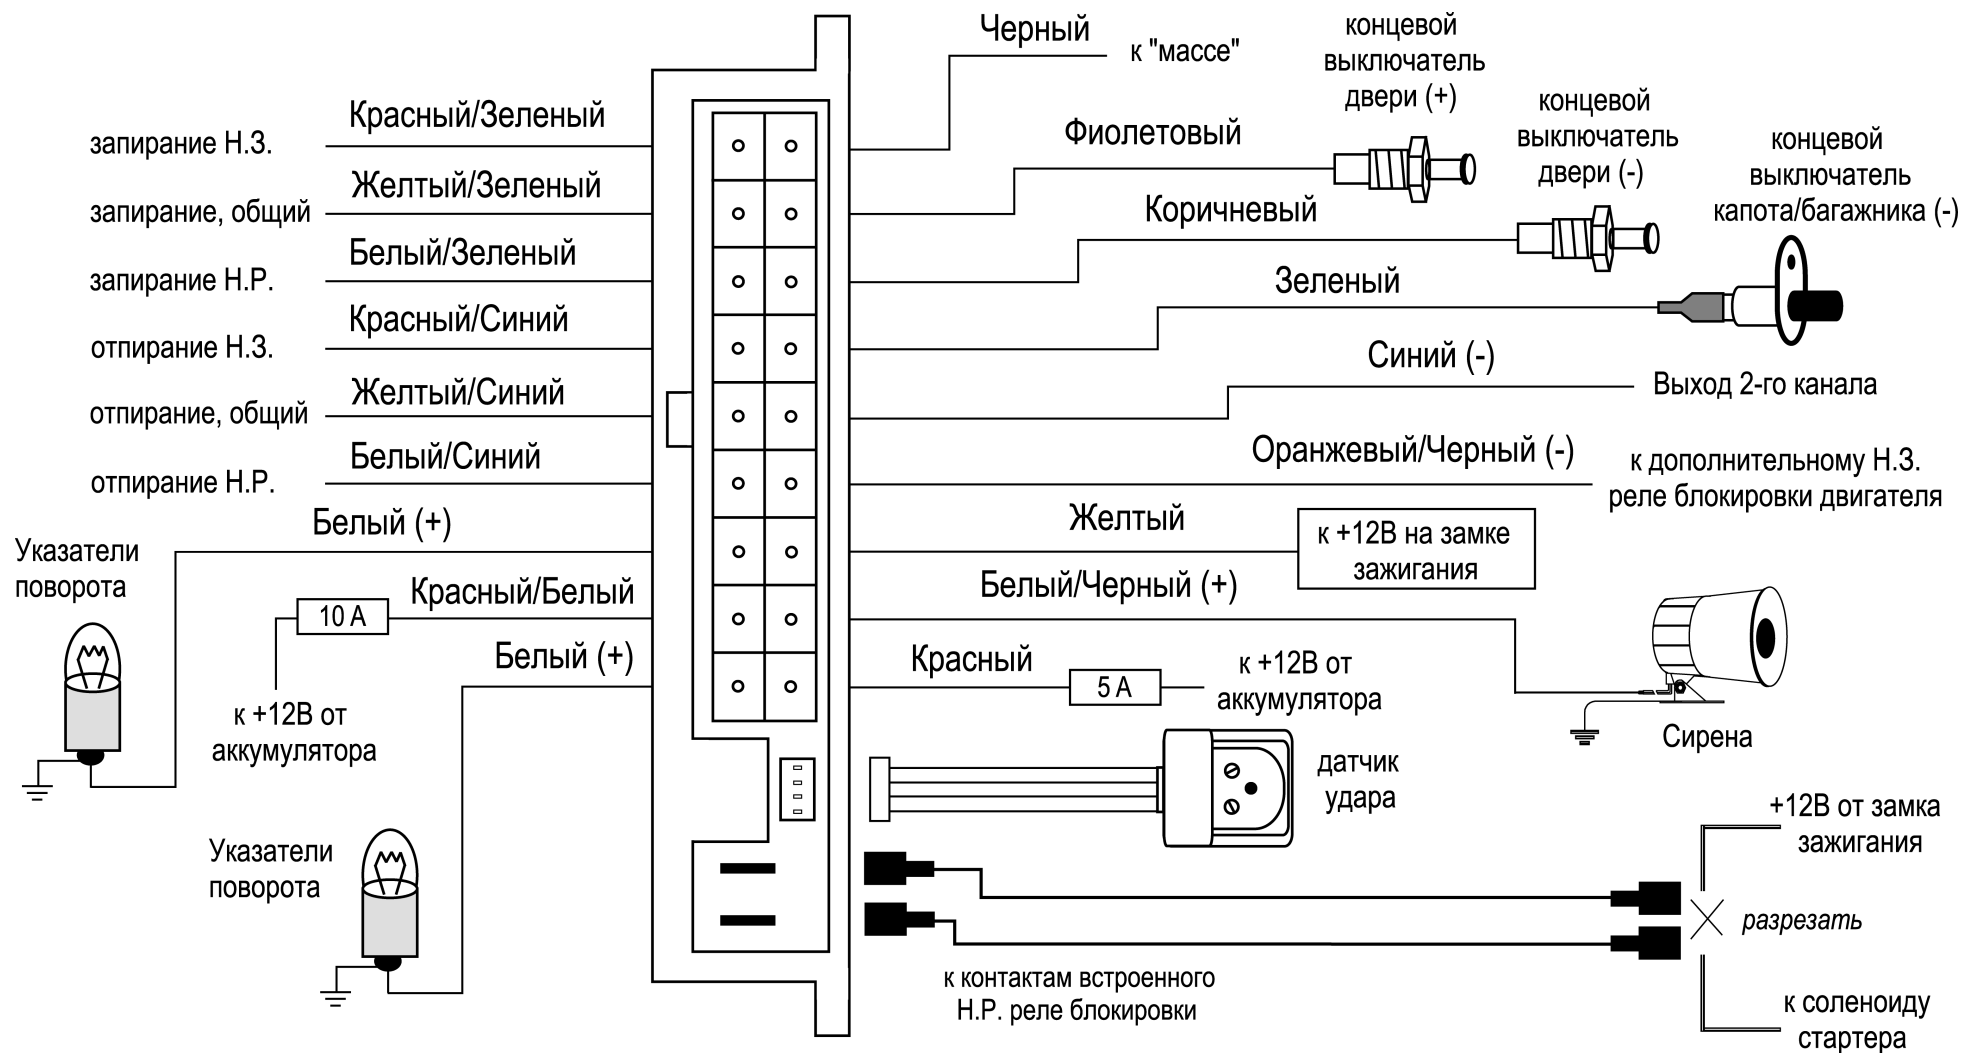 Черный
к "массе"
концевой
выключатель
двери (+)
концевой
выключатель
двери (-)
концевой
выключатель
капота/багажника (-)
Красный/Зеленый
запирание Н.З.
Фиолетовый
Желтый/Зеленый
запирание, общий
Коричневый
Белый/Зеленый
запирание Н.Р.
Зеленый
Красный/Синий
отпирание Н.З.
Синий (-)
Выход 2-го канала
Желтый/Синий
отпирание, общий
Оранжевый/Черный (-)
к дополнительному Н.З.
реле блокировки двигателя
Белый/Синий
отпирание Н.Р.
Белый (+)
Указатели
поворота
Желтый
к +12В на замке
зажигания
Красный/Белый
10 А
к +12В от
аккумулятора
Белый/Черный (+)
Сирена
Белый (+)
Указатели
поворота
Красный
5 А
к +12В от
аккумулятора
датчик
удара
+12В от замка
зажигания
разрезать
к контактам встроенного
Н.Р. реле блокировки
к соленоиду
стартера